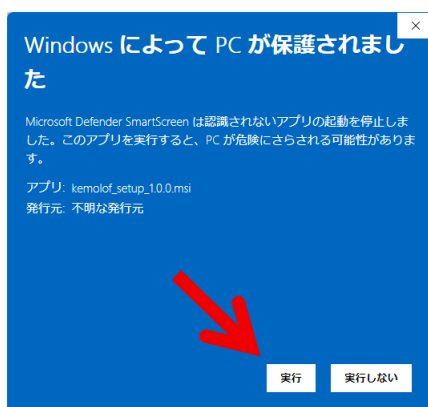 Windows によって PC が保護されまし
た
Microsoft Defender SmartScreen は認識されないアプリの起動を停止しま
した。このアプリを実行すると、PC が危険にさらされる可能性がありま
す。
アプリ: kemolof_setup_1.0.0.msi
発行元: 不明な発行元
実行 実行しない